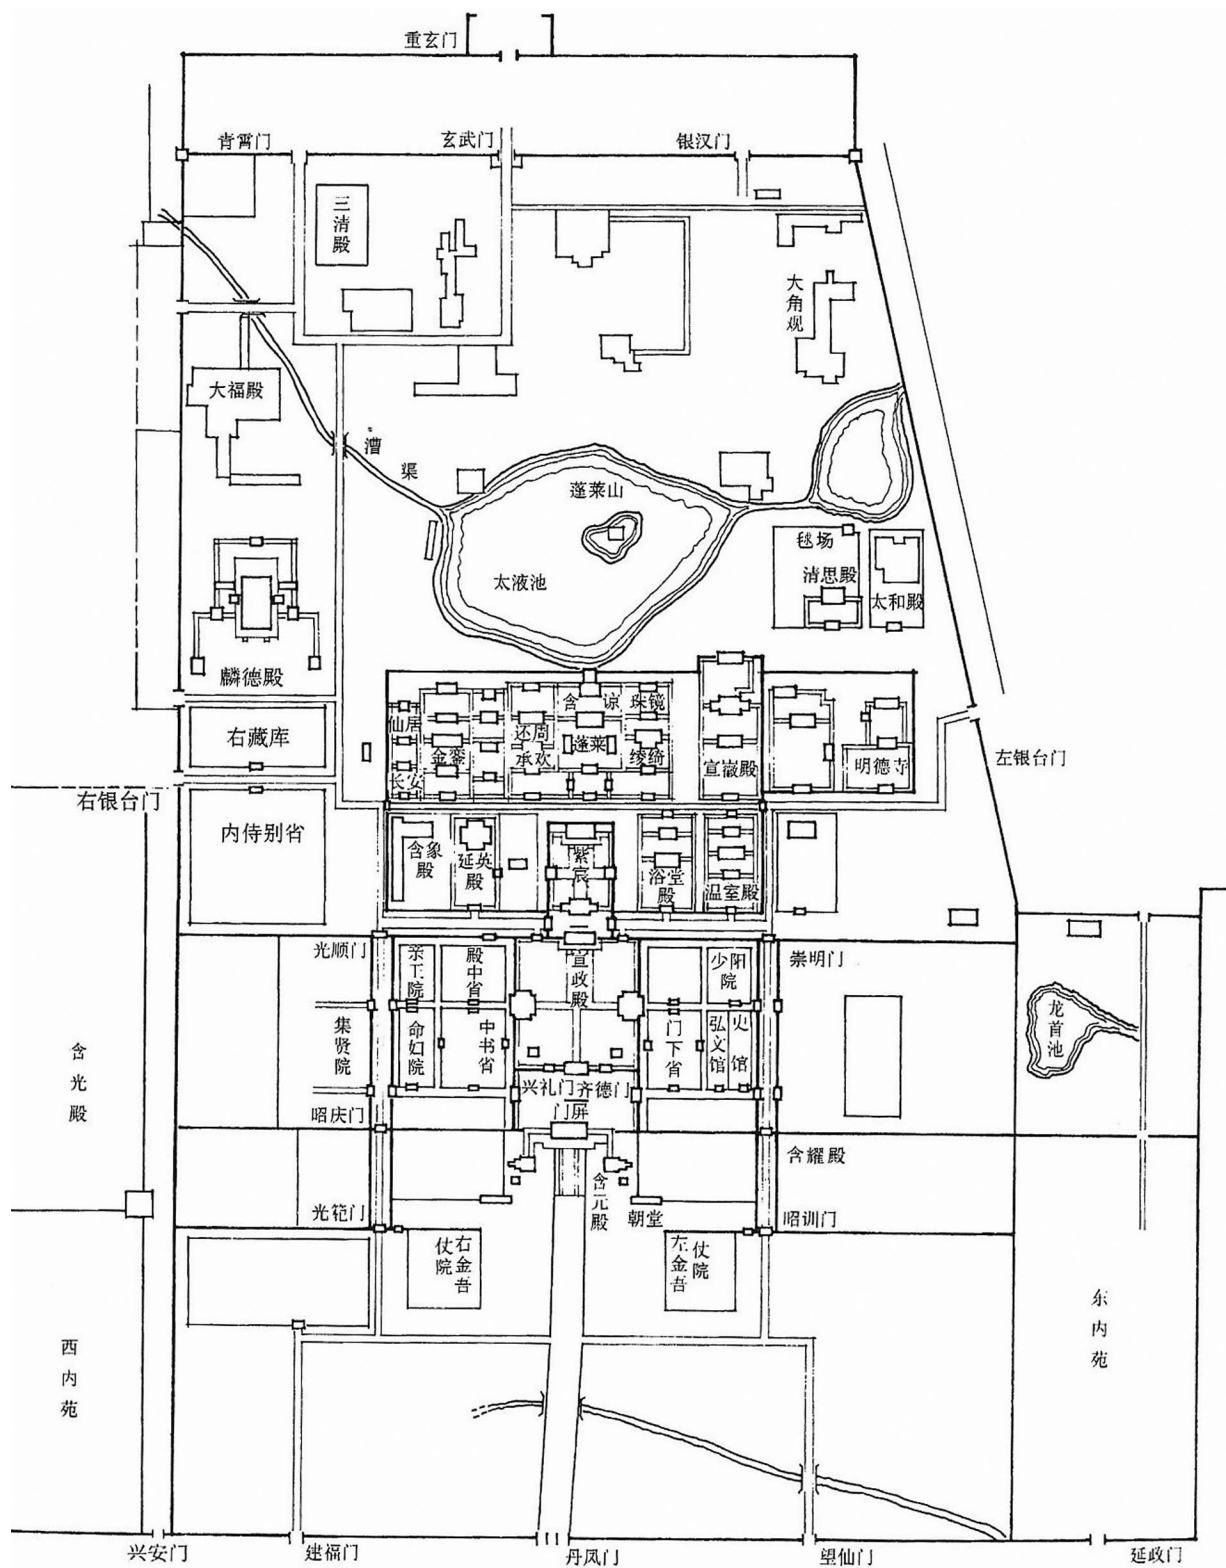 重玄门
青霄门
玄武门
银汉门
三清殿
大角观
大福殿
漕渠
蓬莱山
太液池
毬场
清思殿
太和殿
麟德殿
右藏库
仙居
金銮
长安
还周
承欢
含凉
蓬莱
珠镜
绫绮
宣徽殿
明德寺
左银台门
右银台门
内侍别省
含象殿
延英殿
紫宸
浴堂殿
温室殿
光顺门
亲王院
殿中省
宣政殿
少阳院
崇明门
集贤院
命妇院
中书省
门下省
弘文馆
史馆
龙首池
含光殿
兴礼门
齐德门
昭庆门
门屏
含耀殿
光范门
含元殿
朝堂
昭训门
右金吾
仗院
左金吾
仗院
东内苑
西内苑
兴安门
建福门
丹凤门
望仙门
延政门